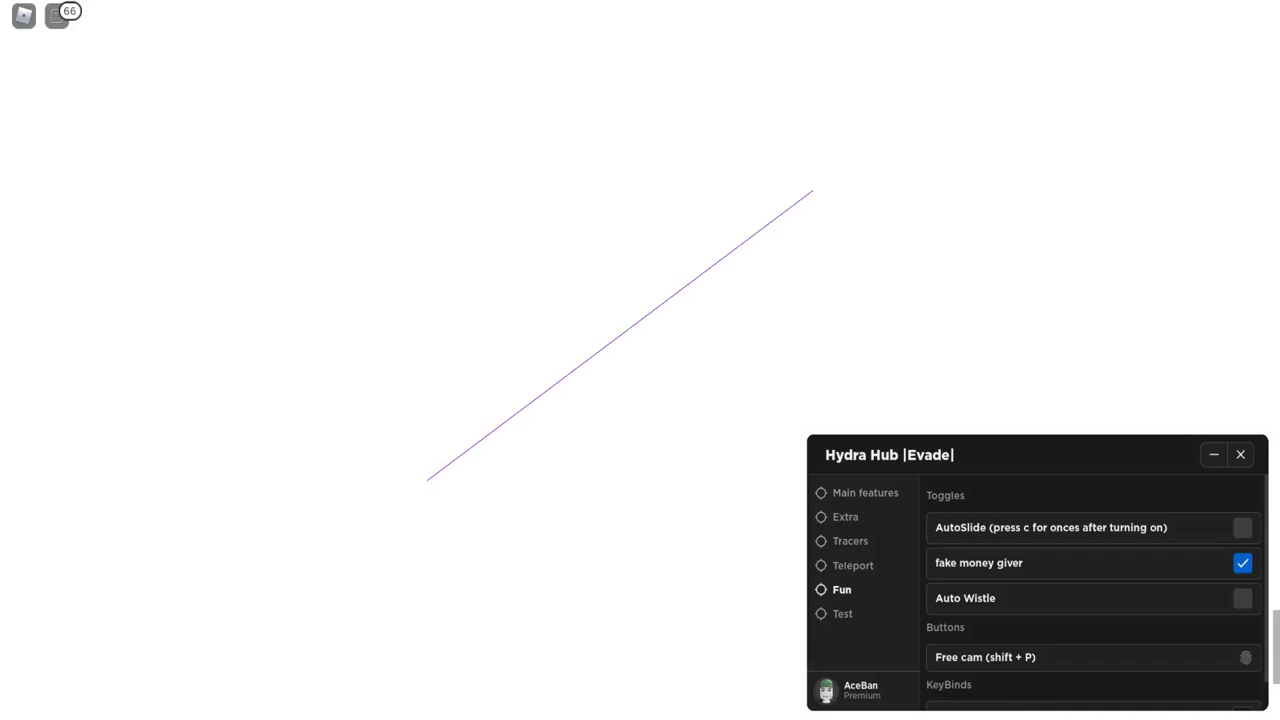 66
Hydra Hub |Evade|
Main features
Extra
Tracers
Teleport
Fun
Test
AceBan
Premium
Toggles
AutoSlide (press c for onces after turning on)
fake money giver
Auto Wistle
Buttons
Free cam (shift + P)
KeyBinds